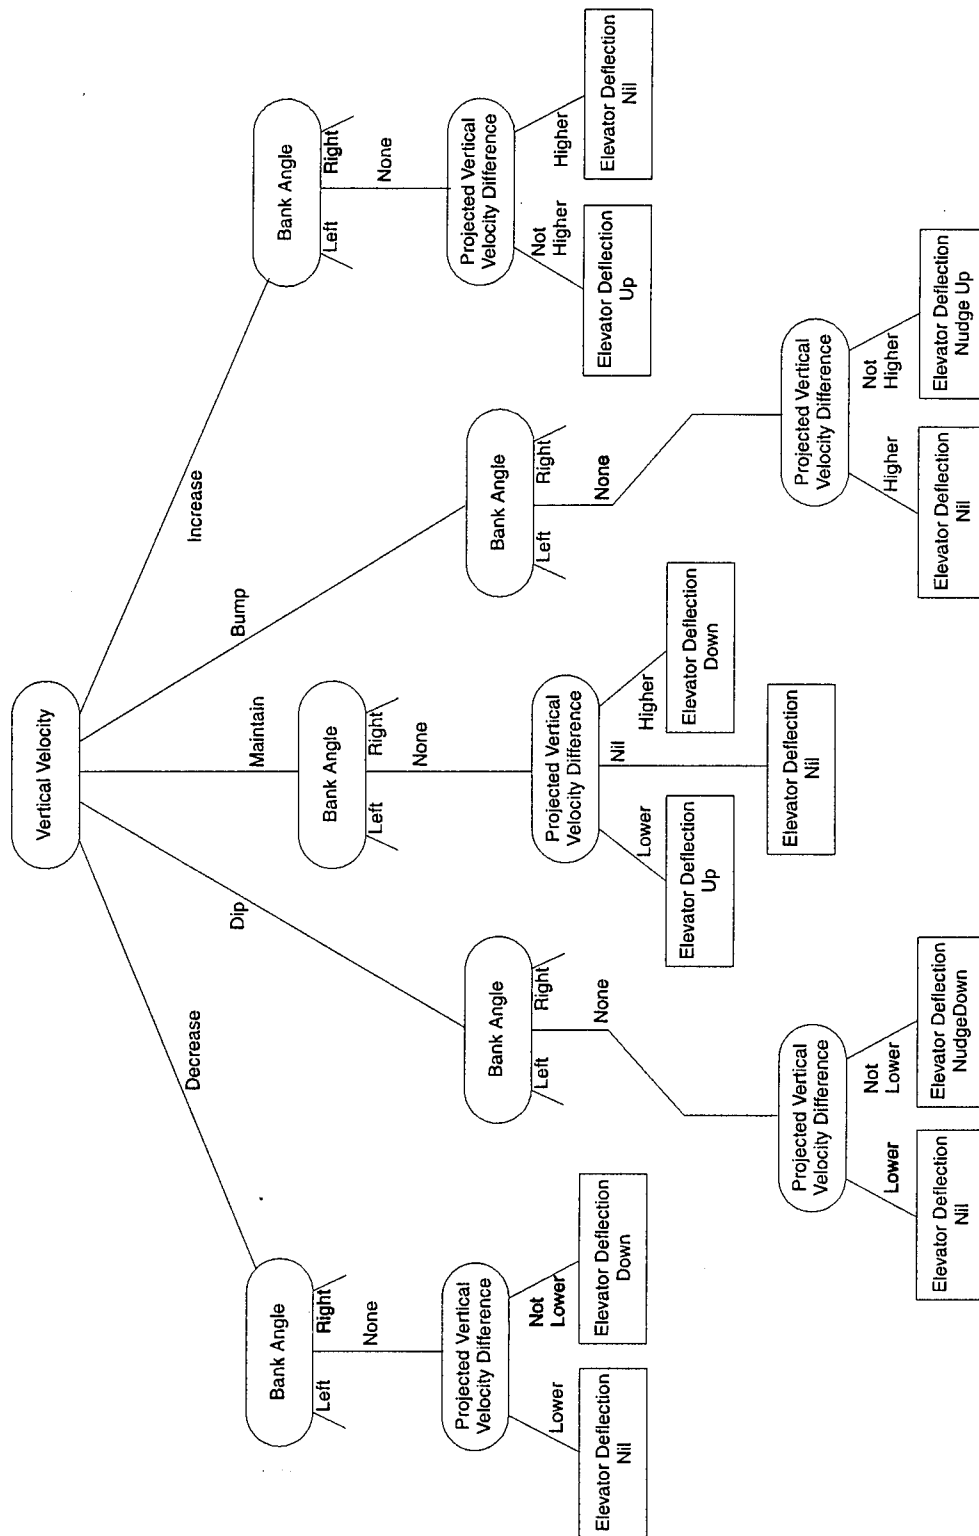 Vertical Velocity
Decrease
Dip
Maintain
Bump
Increase
Bank Angle
Left
Right
None
Projected Vertical
Velocity Difference
Lower
Not
Lower
Elevator Deflection
Nil
Elevator Deflection
Down
Bank Angle
Left
Right
None
Projected Vertical
Velocity Difference
Lower
Not
Lower
Elevator Deflection
Nil
Elevator Deflection
NudgeDown
Bank Angle
Left
Right
None
Projected Vertical
Velocity Difference
Lower
Nil
Higher
Elevator Deflection
Up
Elevator Deflection
Nil
Elevator Deflection
Down
Bank Angle
Left
Right
None
Projected Vertical
Velocity Difference
Higher
Not
Higher
Elevator Deflection
Nil
Elevator Deflection
Nudge Up
Bank Angle
Left
Right
None
Projected Vertical
Velocity Difference
Not
Higher
Higher
Elevator Deflection
Up
Elevator Deflection
Nil